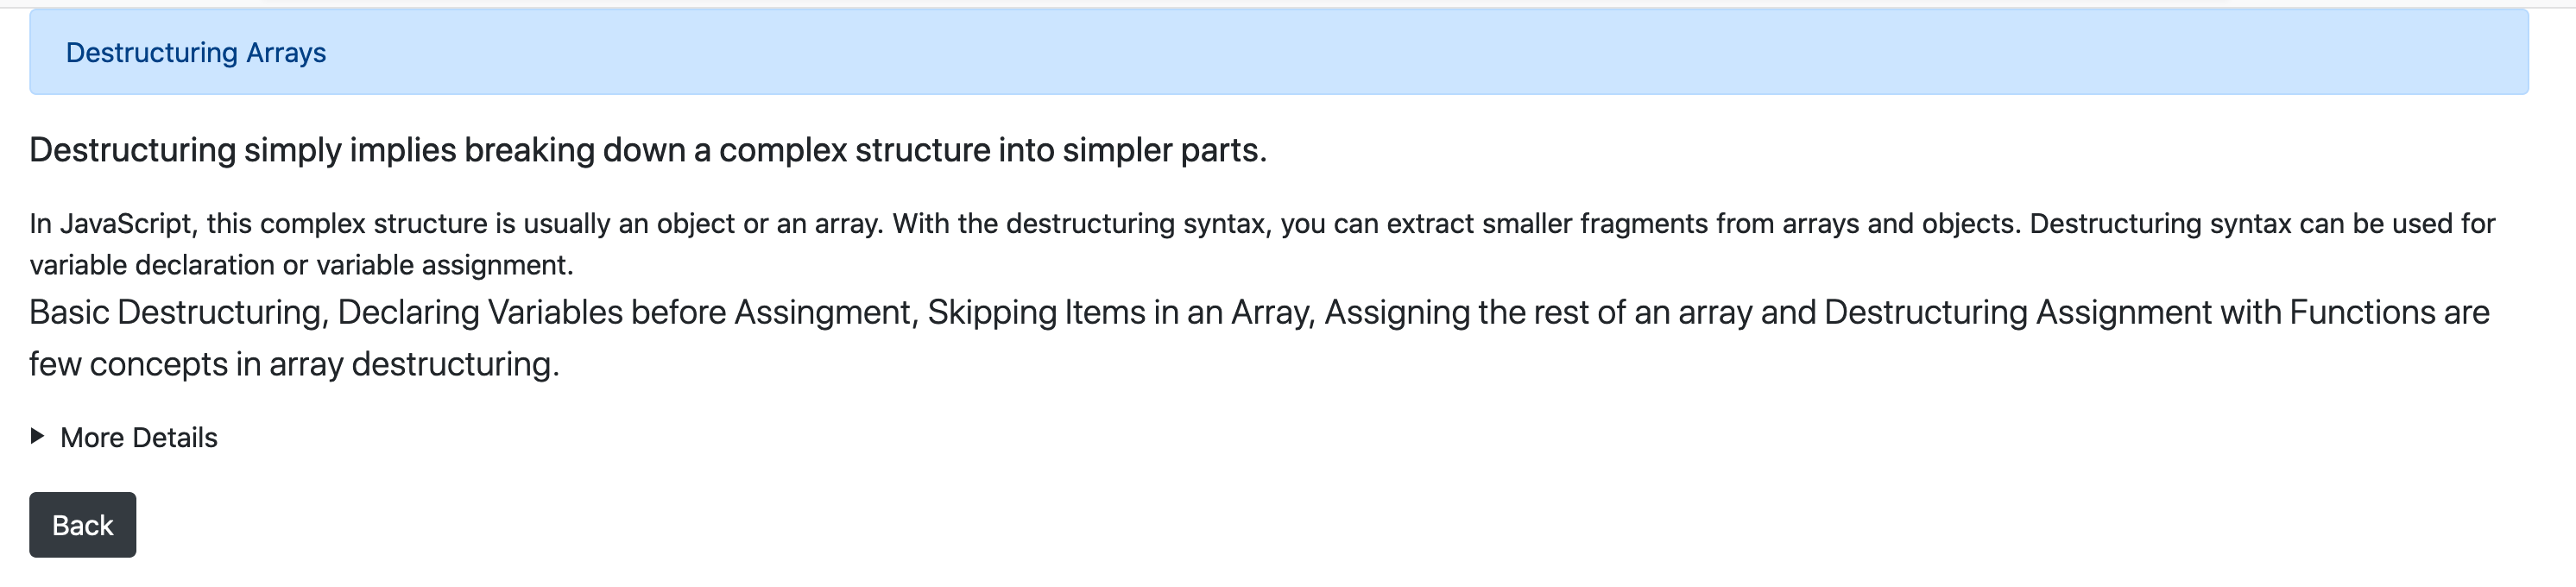 Destructuring Arrays
Destructuring simply implies breaking down a complex structure into simpler parts.
In JavaScript, this complex structure is usually an object or an array. With the destructuring syntax, you can extract smaller fragments from arrays and objects. Destructuring syntax can be used for
variable declaration or variable assignment.
Basic Destructuring, Declaring Variables before Assingment, Skipping Items in an Array, Assigning the rest of an array and Destructuring Assignment with Functions are
few concepts in array destructuring.
More Details
Back